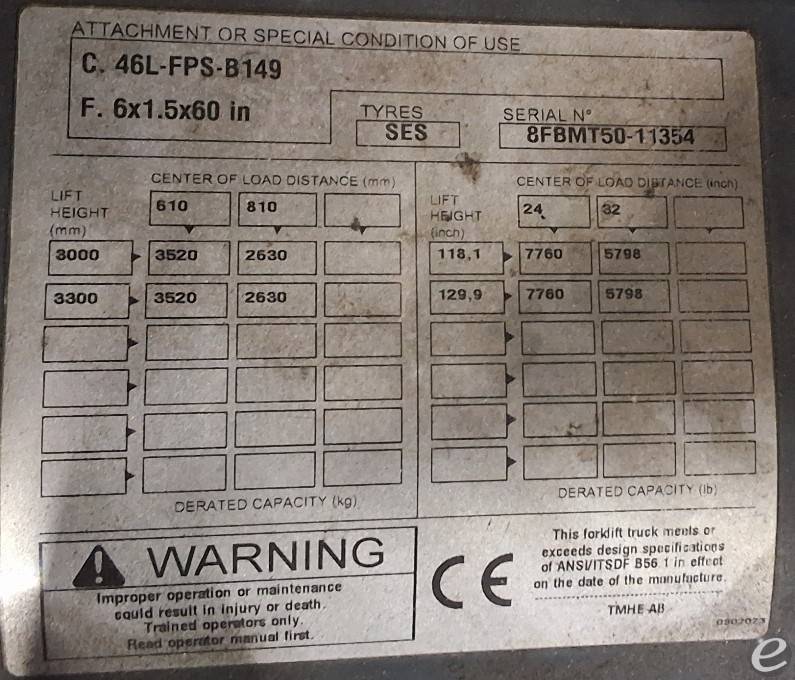 ATTACHMENT OR SPECIAL CONDITION OF USE
C. 46L-FPS-B149
F. 6x1.5x60 in
TYRES
SES
SERIAL Nº
8FBMT50-11354
CENTER OF LOAD DISTANCE (mm)
LIFT
HEIGHT
(mm)
610 810
3000 3520 2630
3300 3520 2630
DERATED CAPACITY (kg)
CENTER OF LOAD DISTANCE (inch)
LIFT
HEIGHT
(inch)
24 32
118,1 7760 5798
129,9 7760 5798
DERATED CAPACITY (lb)
WARNING
Improper operation or maintenance
could result in injury or death.
Trained operators only.
Read operator manual first.
CE
This forklift truck meets or
exceeds design specifications
of ANSI/ITSDF B56.1 in effect
on the date of the manufacture.
TMHE AB
0902023
e